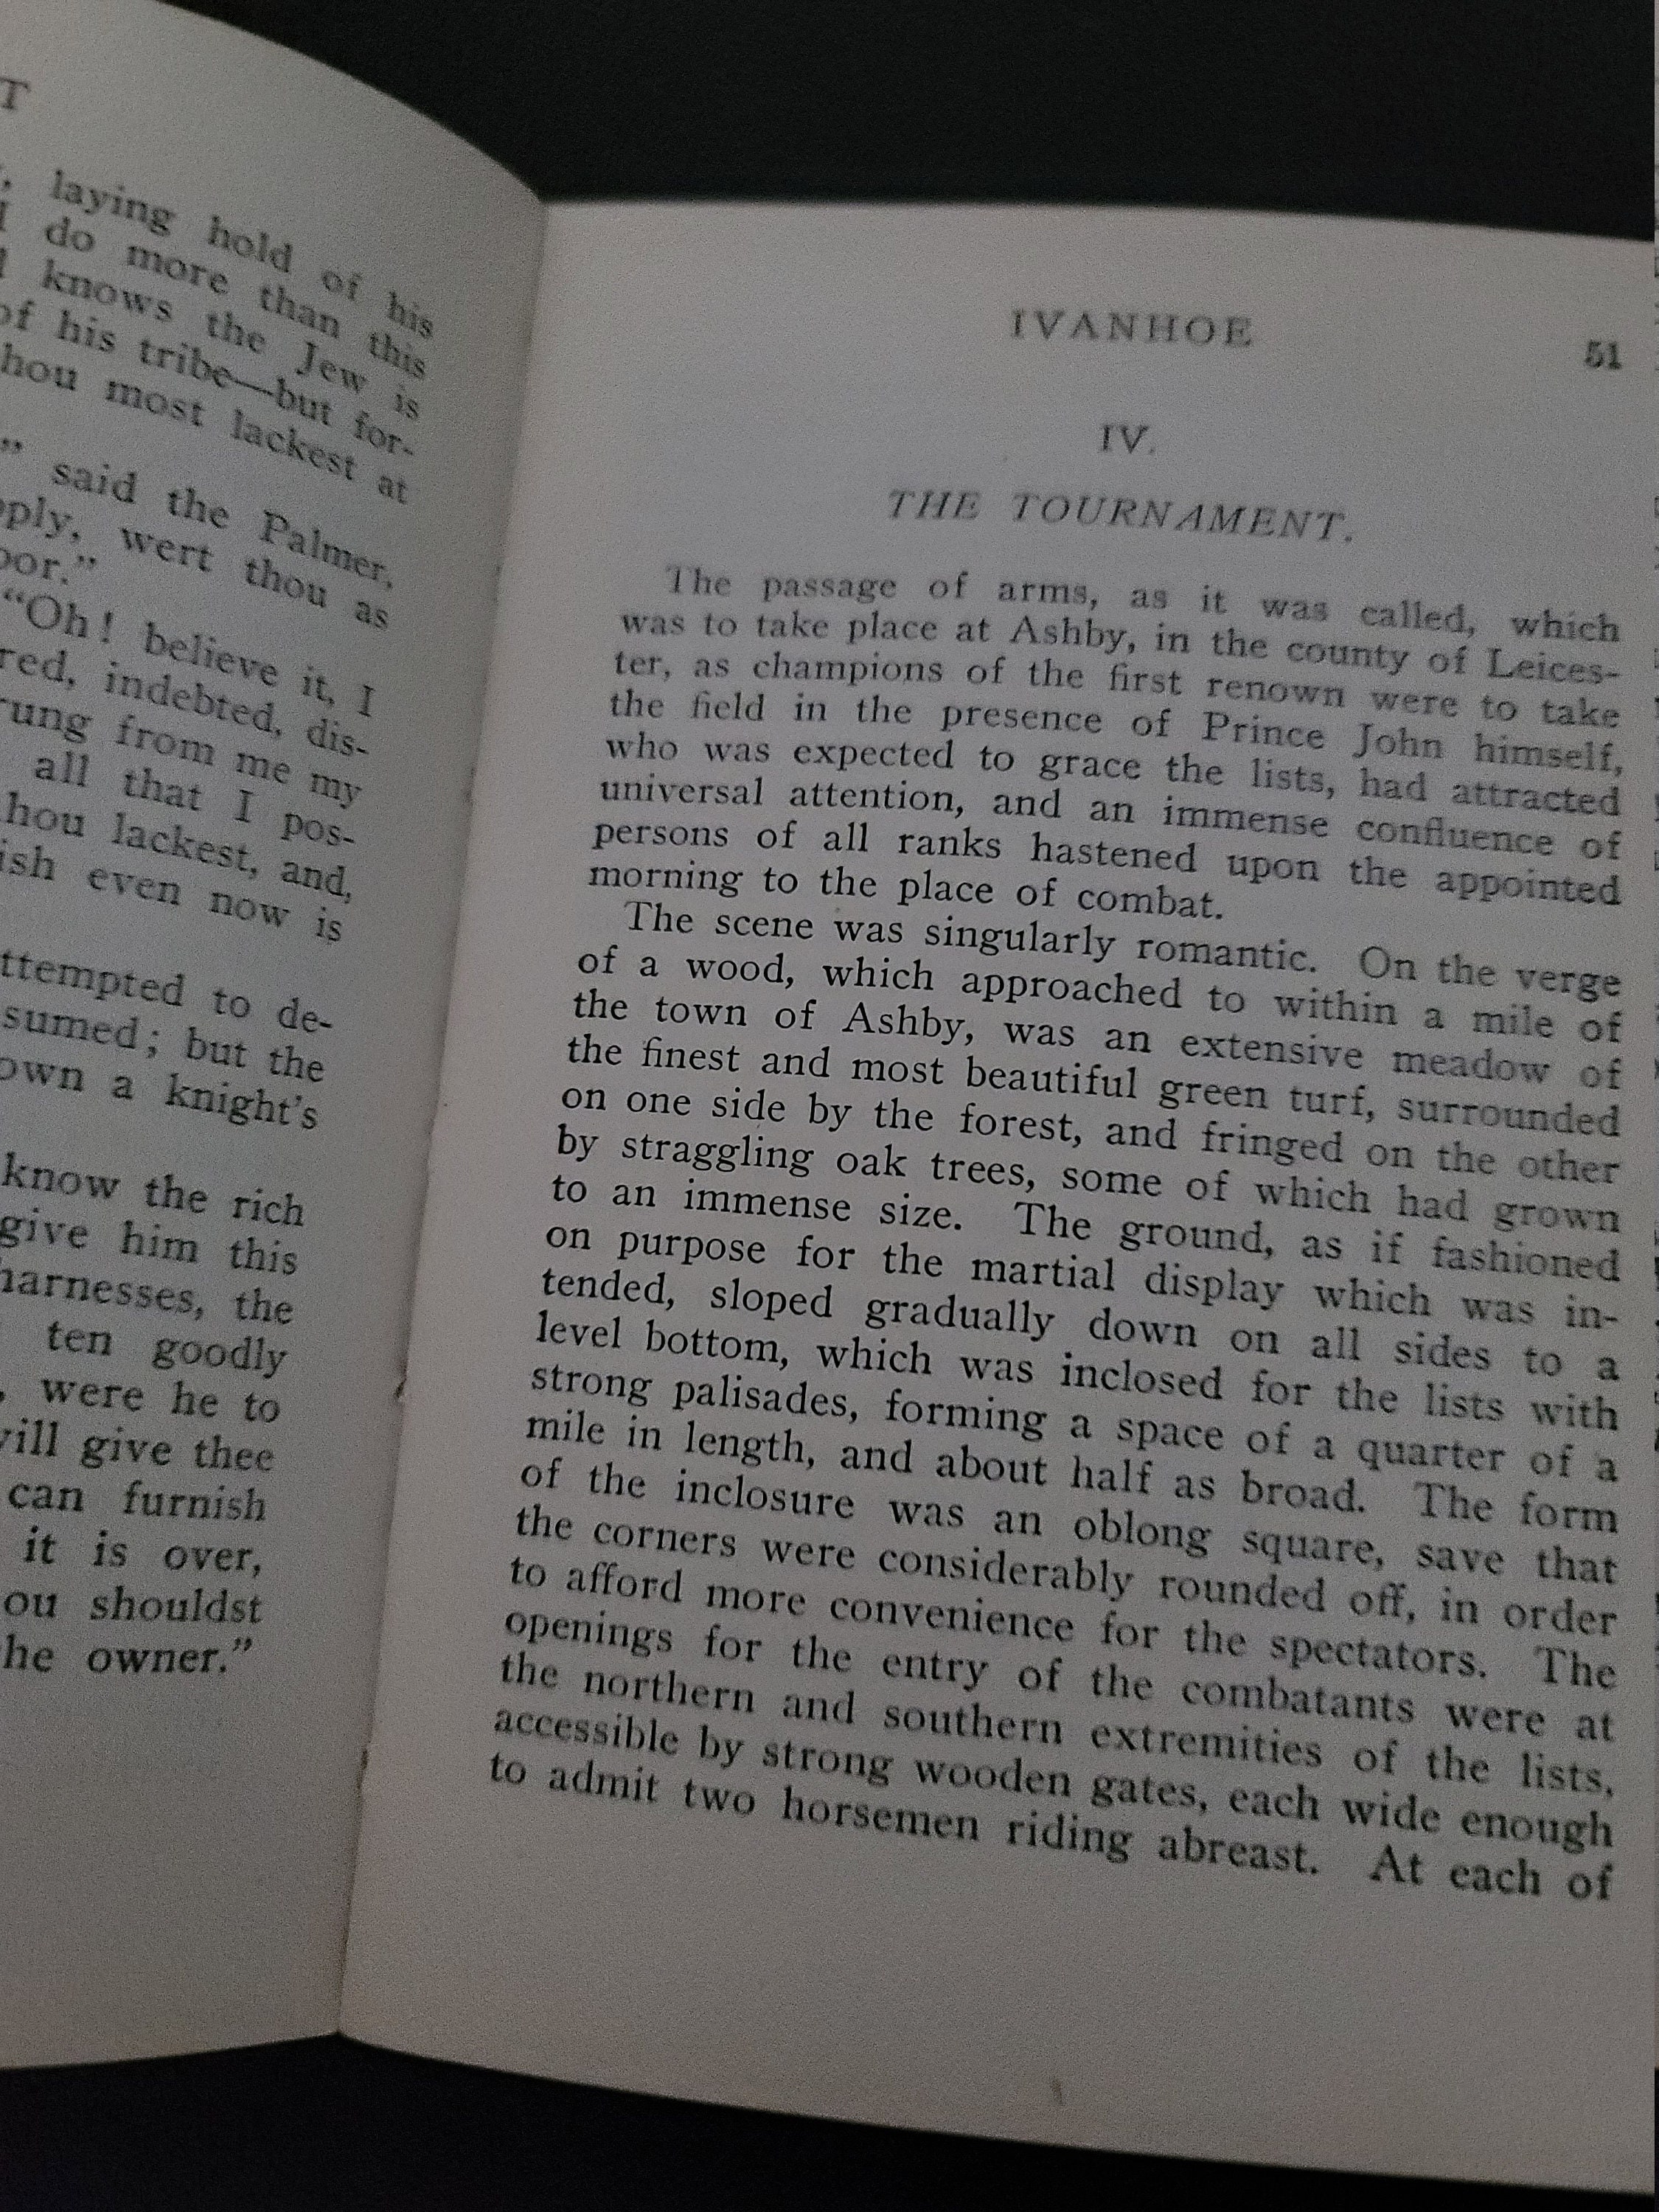 T
laying hold of his
do more than this
knows the Jew is
of his tribe—but for-
hou most lackest at
” said the Palmer,
ply, wert thou as
oor.”
“Oh! believe it, I
red, indebted, dis-
rung from me my
all that I pos-
hou lackest, and,
ish even now is
ttempted to de-
sumed; but the
own a knight’s
know the rich
give him this
harnesses, the
ten goodly
, were he to
will give thee
can furnish
it is over,
ou shouldst
he owner.”
IVANHOE
51
IV.
THE TOURNAMENT.
The passage of arms, as it was called, which
was to take place at Ashby, in the county of Leices-
ter, as champions of the first renown were to take
the field in the presence of Prince John himself,
who was expected to grace the lists, had attracted
universal attention, and an immense confluence of
persons of all ranks hastened upon the appointed
morning to the place of combat.
The scene was singularly romantic. On the verge
of a wood, which approached to within a mile of
the town of Ashby, was an extensive meadow of
the finest and most beautiful green turf, surrounded
on one side by the forest, and fringed on the other
by straggling oak trees, some of which had grown
to an immense size. The ground, as if fashioned
on purpose for the martial display which was in-
tended, sloped gradually down on all sides to a
level bottom, which was inclosed for the lists with
strong palisades, forming a space of a quarter of a
mile in length, and about half as broad. The form
of the inclosure was an oblong square, save that
the corners were considerably rounded off, in order
to afford more convenience for the spectators. The
openings for the entry of the combatants were at
the northern and southern extremities of the lists,
accessible by strong wooden gates, each wide enough
to admit two horsemen riding abreast. At each of